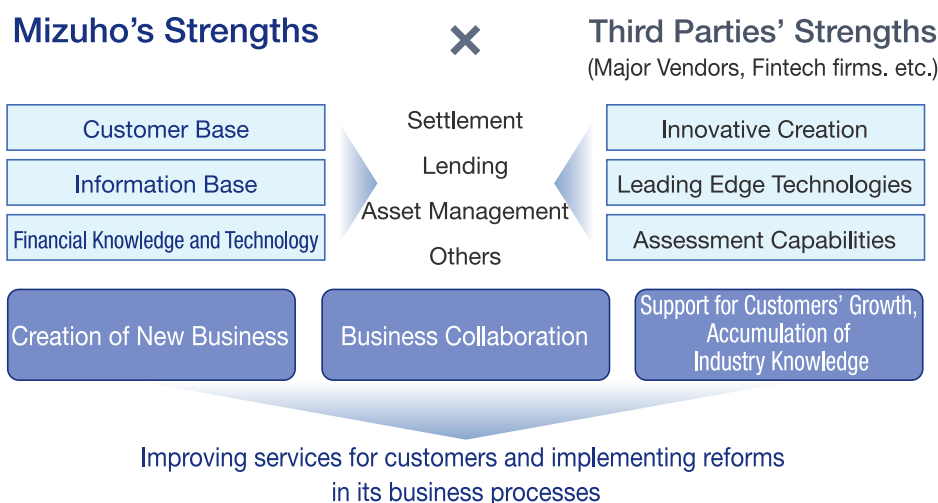 Mizuho's Strengths
×
Third Parties' Strengths
(Major Vendors, Fintech firms. etc.)
Customer Base
Information Base
Financial Knowledge and Technology
Settlement
Lending
Asset Management
Others
Innovative Creation
Leading Edge Technologies
Assessment Capabilities
Creation of New Business
Business Collaboration
Support for Customers' Growth,
Accumulation of
Industry Knowledge
Improving services for customers and implementing reforms
in its business processes